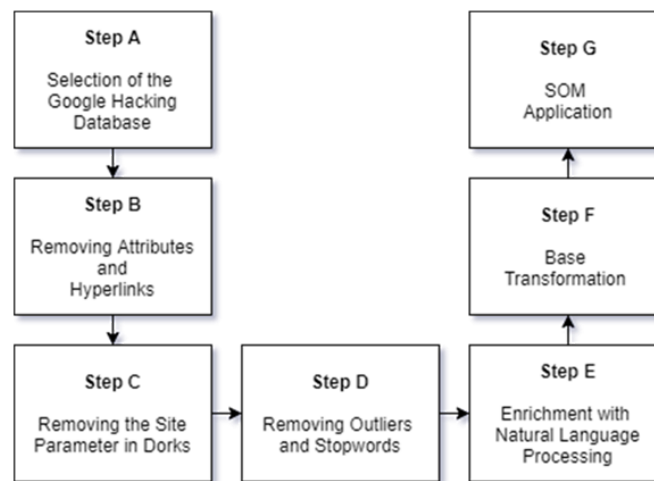 Step A
Selection of the
Google Hacking
Database
Step B
Removing Attributes
and
Hyperlinks
Step C
Removing the Site
Parameter in Dorks
Step D
Removing Outliers
and Stopwords
Step E
Enrichment with
Natural Language
Processing
Step F
Base
Transformation
Step G
SOM
Application